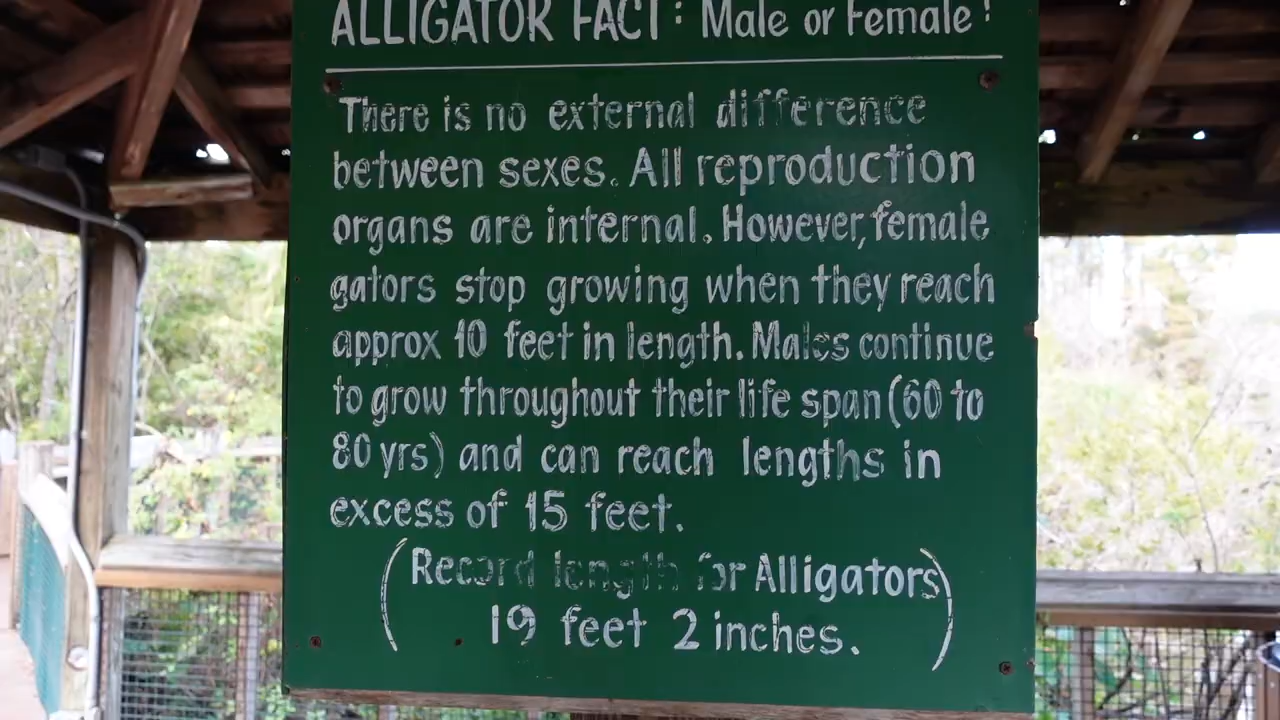 ALLIGATOR FACT: Male or Female!
There is no external difference
between sexes. All reproduction
organs are internal. However, female
gators stop growing when they reach
approx 10 feet in length. Males continue
to grow throughout their life span (60 to
80 yrs) and can reach lengths in
excess of 15 feet.
(Record length for Alligators)
19 feet 2 inches.